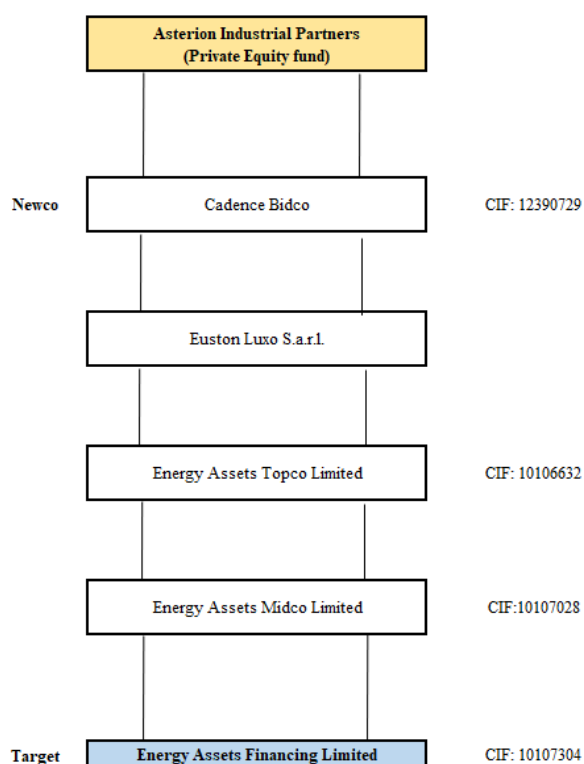 Asterion Industrial Partners
(Private Equity fund)
Newco Cadence Bidco CIF: 12390729
Euston Luxo S.a.r.l.
Energy Assets Topco Limited CIF: 10106632
Energy Assets Midco Limited CIF:10107028
Target Energy Assets Financing Limited CIF: 10107304